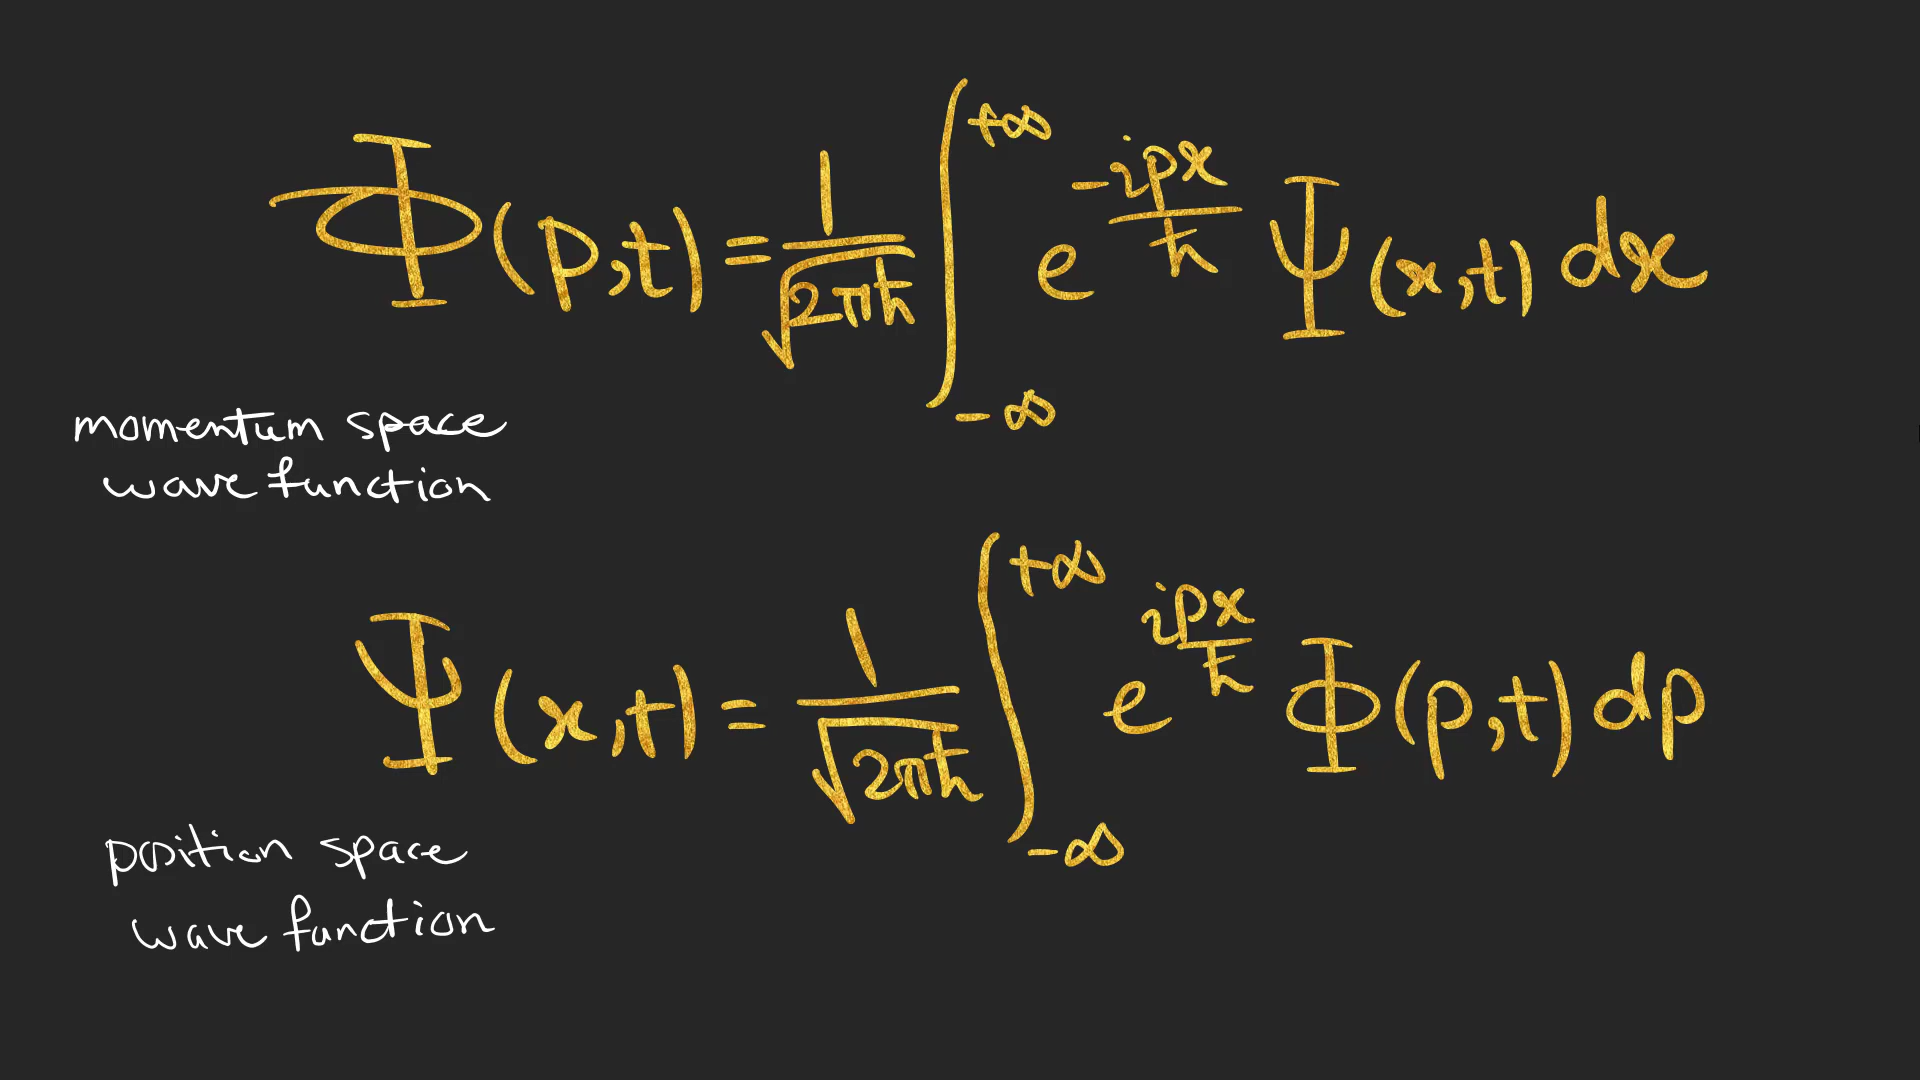 Φ(p,t) = 1/√(2πħ) ∫_{-∞}^{+∞} e^{-ipx/ħ} Ψ(x,t) dx
momentum space
wave function
Ψ(x,t) = 1/√(2πħ) ∫_{-∞}^{+∞} e^{ipx/ħ} Φ(p,t) dp
position space
wave function